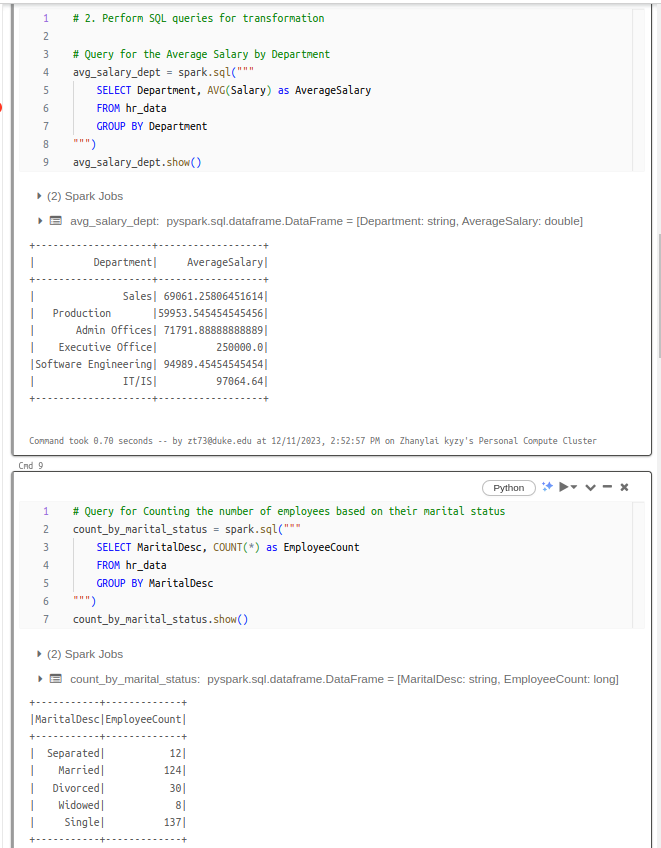 1 # 2. Perform SQL queries for transformation
2
3 # Query for the Average Salary by Department
4 avg_salary_dept = spark.sql("""
5     SELECT Department, AVG(Salary) as AverageSalary
6     FROM hr_data
7     GROUP BY Department
8 """)
9 avg_salary_dept.show()
(2) Spark Jobs
avg_salary_dept: pyspark.sql.dataframe.DataFrame = [Department: string, AverageSalary: double]
+--------------------+------------------+
|          Department|     AverageSalary|
+--------------------+------------------+
|               Sales| 69061.25806451614|
|   Production       |59953.545454545456|
|       Admin Offices| 71791.88888888889|
|    Executive Office|          250000.0|
|Software Engineering| 94989.45454545454|
|               IT/IS|          97064.64|
+--------------------+------------------+
Command took 0.70 seconds -- by zt73@duke.edu at 12/11/2023, 2:52:57 PM on Zhanylai kyzy's Personal Compute Cluster
Cmd 9
Python
1 # Query for Counting the number of employees based on their marital status
2 count_by_marital_status = spark.sql("""
3     SELECT MaritalDesc, COUNT(*) as EmployeeCount
4     FROM hr_data
5     GROUP BY MaritalDesc
6 """)
7 count_by_marital_status.show()
(2) Spark Jobs
count_by_marital_status: pyspark.sql.dataframe.DataFrame = [MaritalDesc: string, EmployeeCount: long]
+-----------+-------------+
|MaritalDesc|EmployeeCount|
+-----------+-------------+
|  Separated|           12|
|    Married|          124|
|   Divorced|           30|
|    Widowed|            8|
|     Single|          137|
+-----------+-------------+